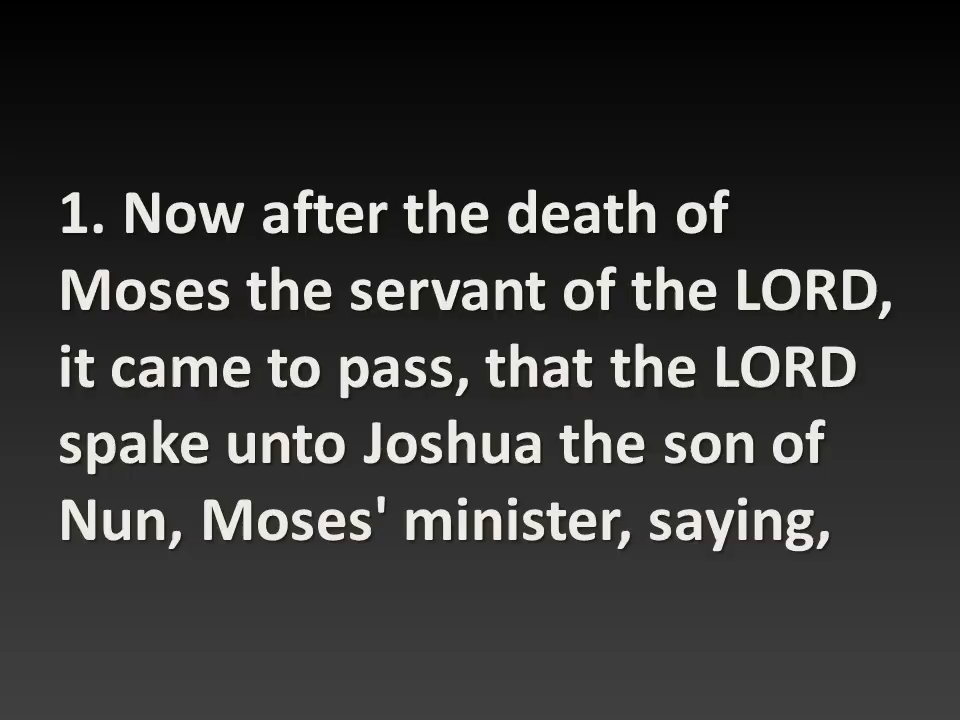 1. Now after the death of
Moses the servant of the LORD,
it came to pass, that the LORD
spake unto Joshua the son of
Nun, Moses' minister, saying,